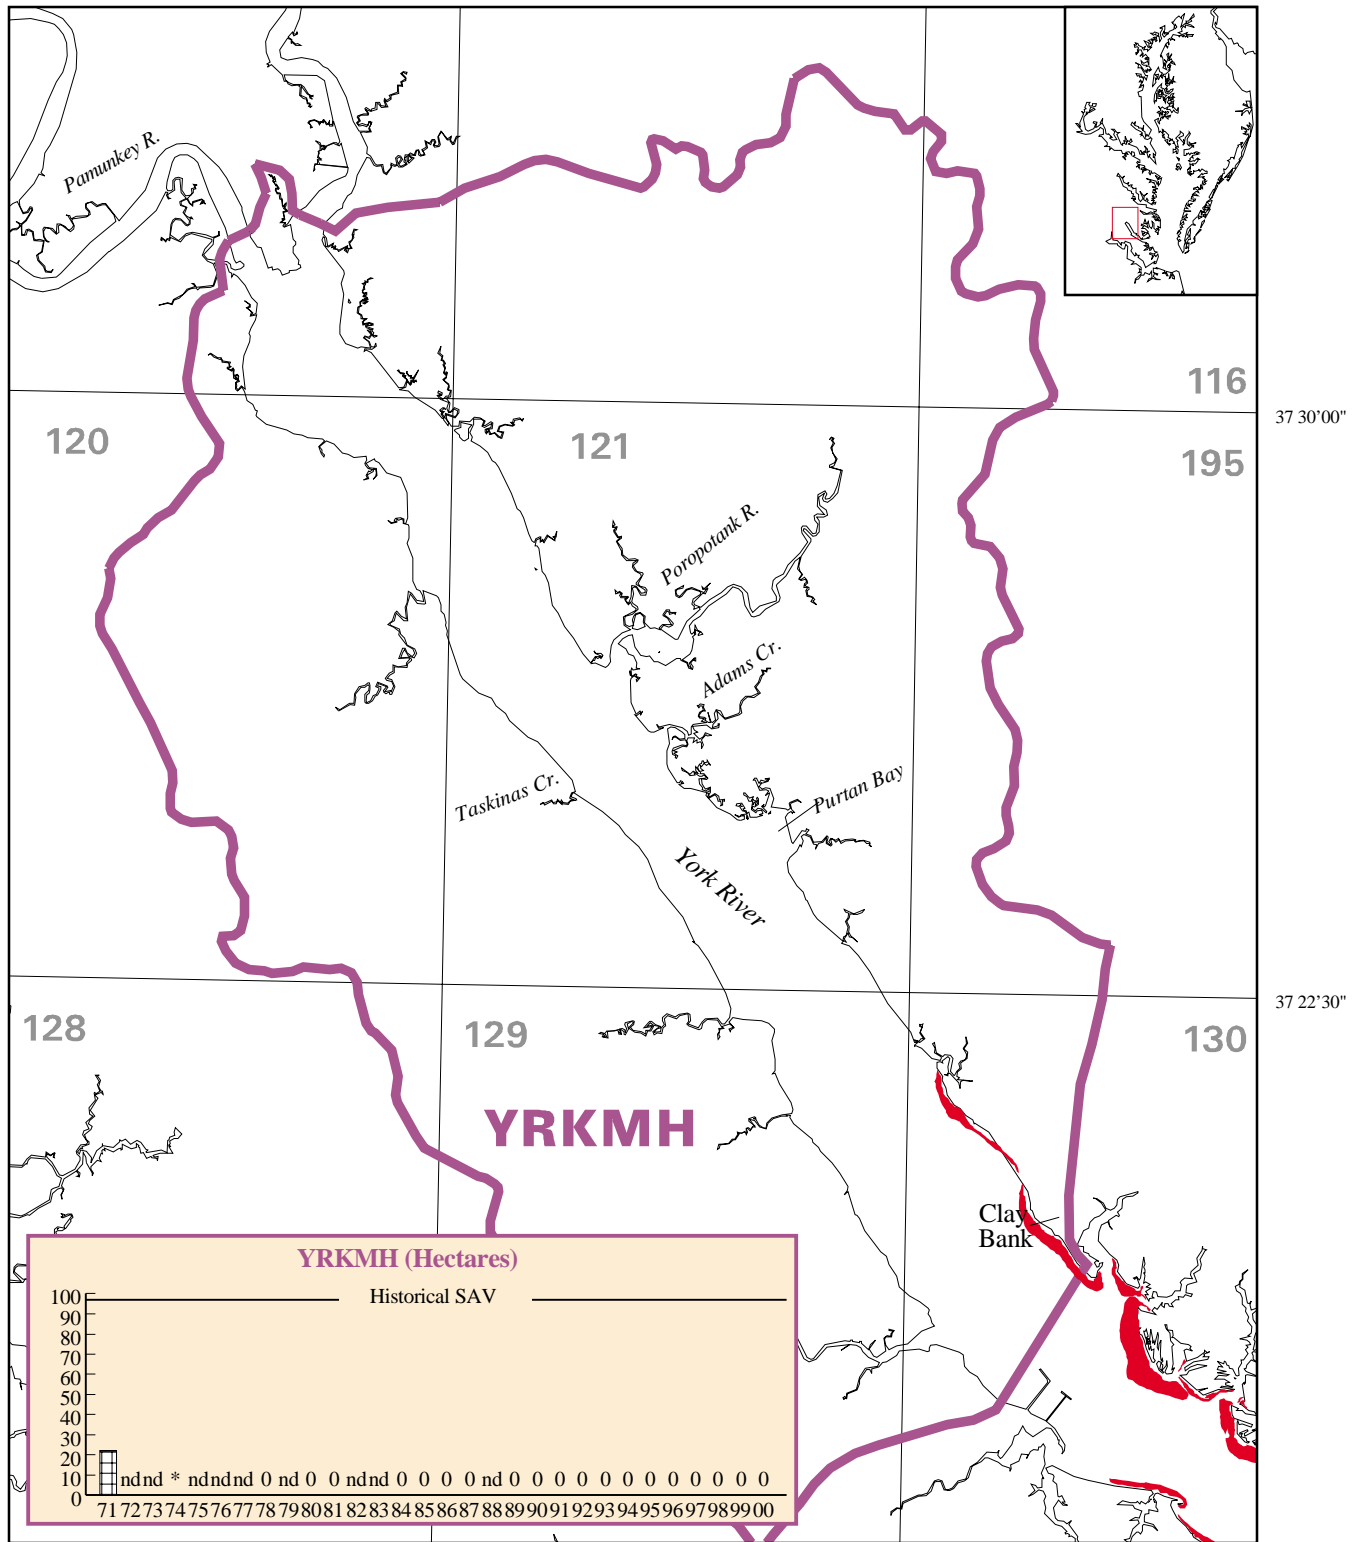 Pamunkey R.
116
37 30'00"
120
121
195
Poropotank R.
Adams Cr.
Taskinas Cr.
Purtan Bay
York River
37 22'30"
128
129
130
YRKMH
Clay
Bank
YRKMH (Hectares)
Historical SAV
100
90
80
70
60
50
40
30
20
10
0
nd nd * nd nd nd 0 nd 0 0 nd nd 0 0 0 0 nd 0 0 0 0 0 0 0 0 0 0 0 0
71 72 73 74 75 76 77 78 79 80 81 82 83 84 85 86 87 88 89 90 91 92 93 94 95 96 97 98 99 00